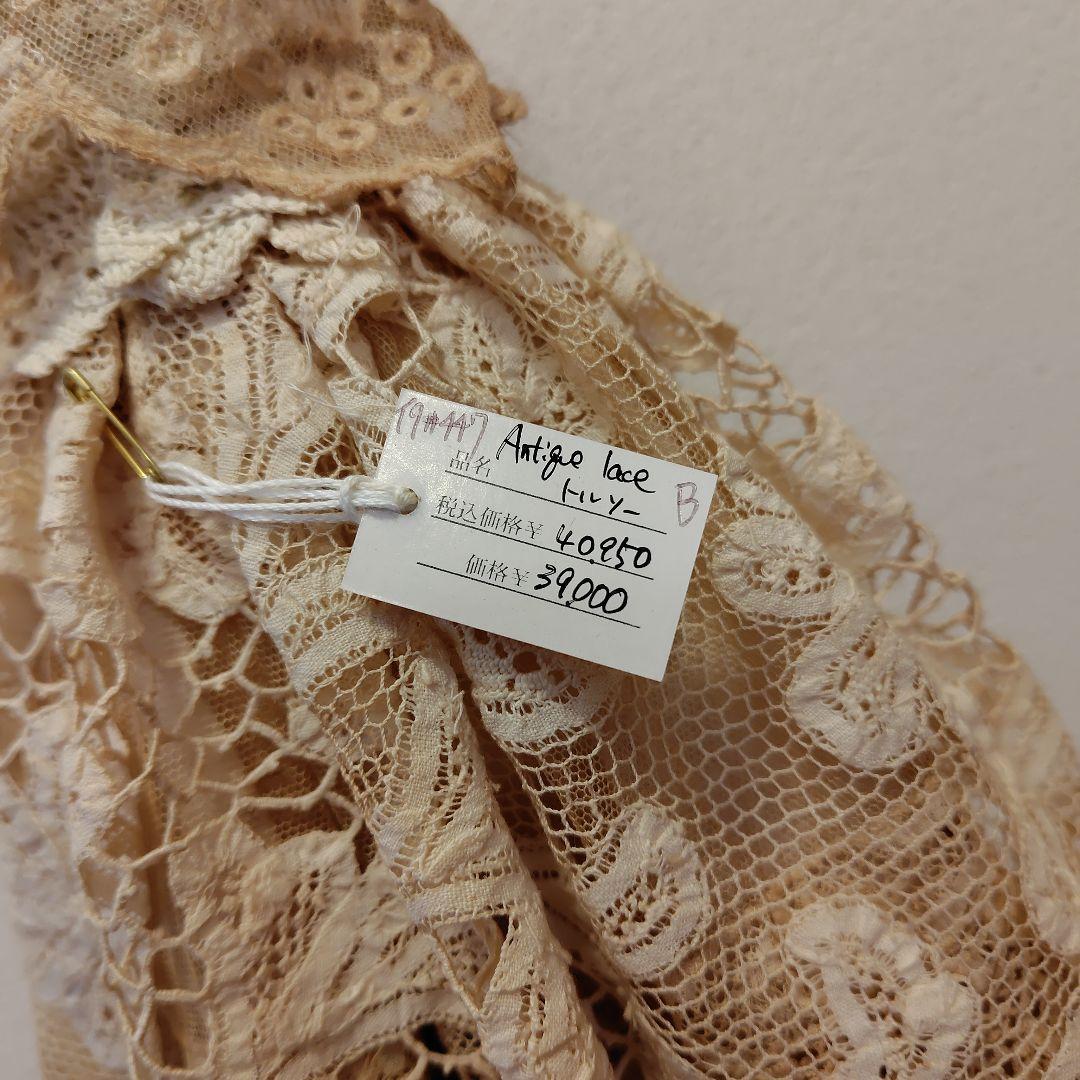 19#447
品名 Antique lace
トルソー
B
税込価格¥ 40,950
価格¥ 39,000